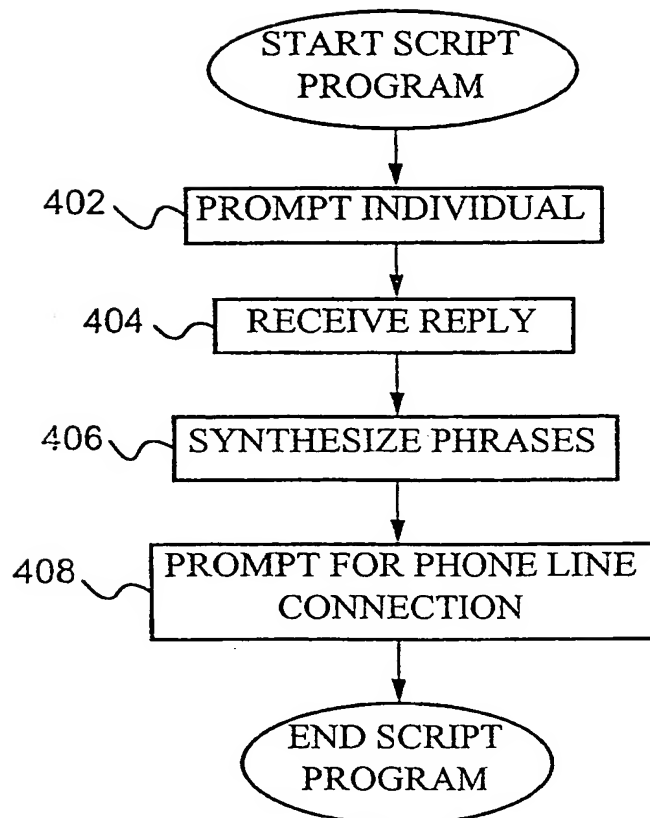 START SCRIPT
PROGRAM
402
PROMPT INDIVIDUAL
404
RECEIVE REPLY
406
SYNTHESIZE PHRASES
408
PROMPT FOR PHONE LINE
CONNECTION
END SCRIPT
PROGRAM